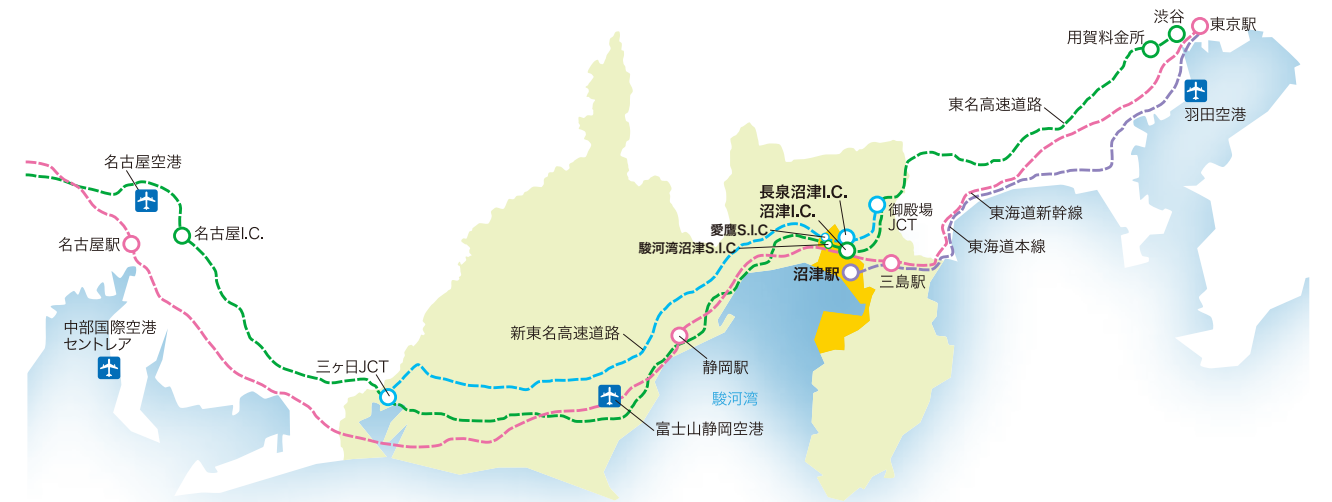 渋谷
東京駅
用賀料金所
羽田空港
東名高速道路
名古屋空港
長泉沼津I.C.
沼津I.C.
御殿場
JCT
東海道新幹線
愛鷹S.I.C
名古屋I.C.
名古屋駅
駿河湾沼津S.I.C
東海道本線
沼津駅
三島駅
中部国際空港
セントレア
新東名高速道路
三ヶ日JCT
静岡駅
駿河湾
富士山静岡空港